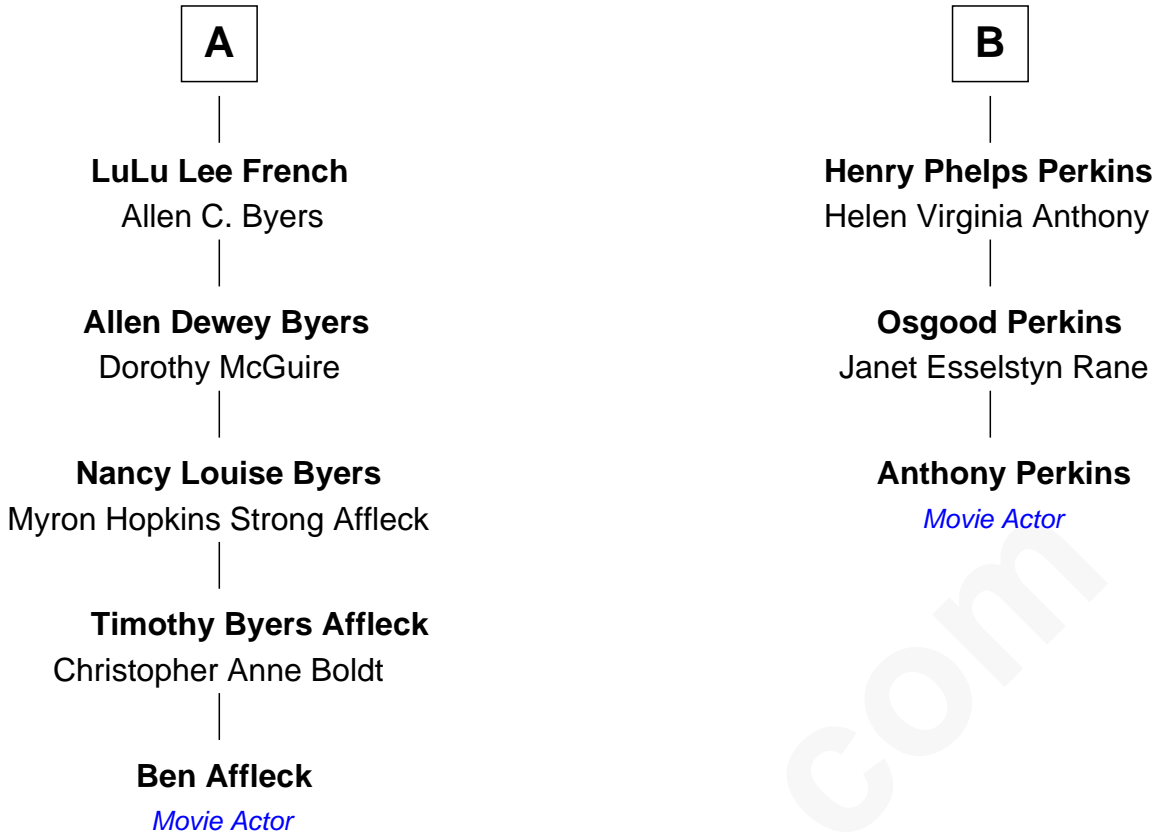 A
LuLu Lee French
Allen C. Byers
Allen Dewey Byers
Dorothy McGuire
Nancy Louise Byers
Myron Hopkins Strong Affleck
Timothy Byers Affleck
Christopher Anne Boldt
Ben Affleck
Movie Actor
B
Henry Phelps Perkins
Helen Virginia Anthony
Osgood Perkins
Janet Esselstyn Rane
Anthony Perkins
Movie Actor
com